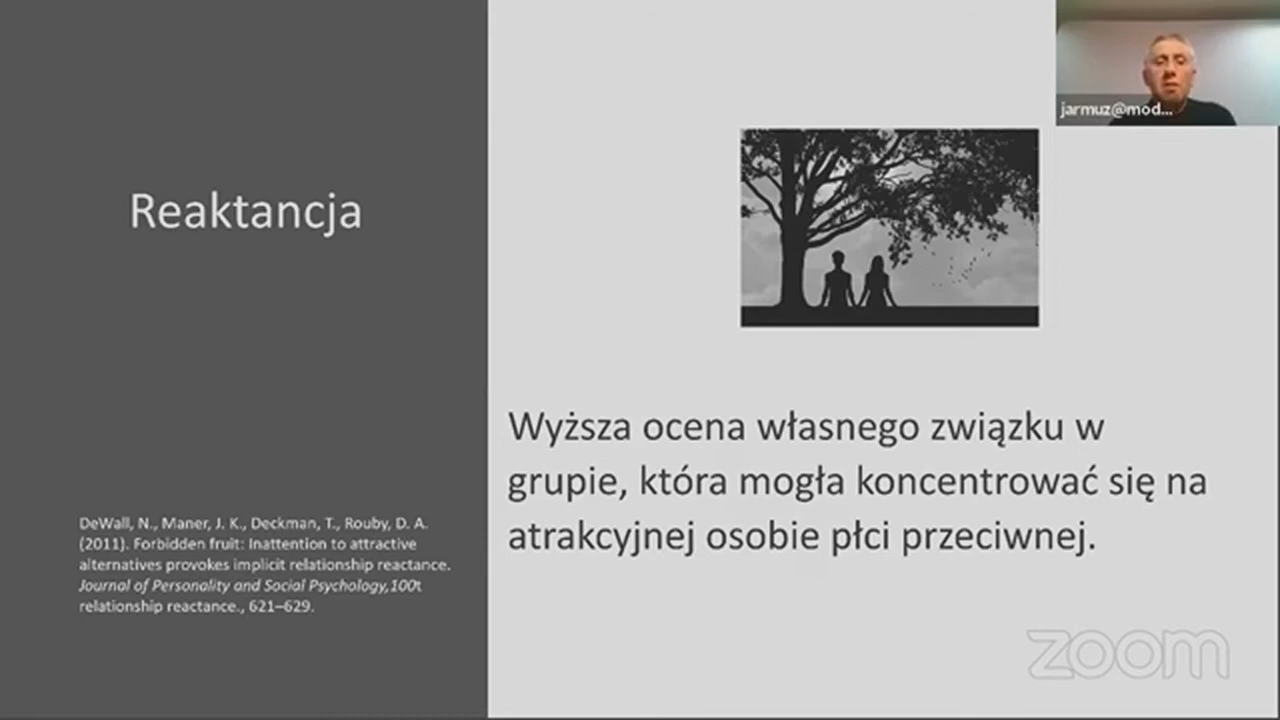 jarmuz@mod...
Reaktancja
Wyższa ocena własnego związku w
grupie, która mogła koncentrować się na
atrakcyjnej osobie płci przeciwnej.
DeWall, N., Maner, J. K., Deckman, T., Rouby, D. A.
(2011). Forbidden fruit: Inattention to attractive
alternatives provokes implicit relationship reactance.
Journal of Personality and Social Psychology,100t
relationship reactance., 621–629.
zoom